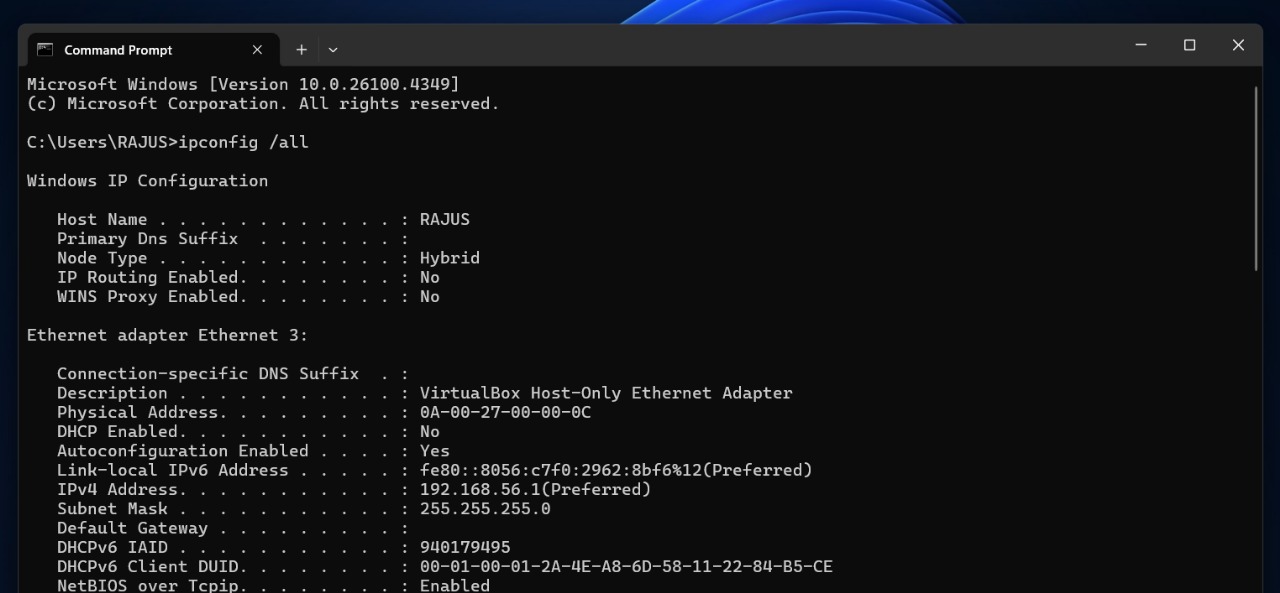 Command Prompt
Microsoft Windows [Version 10.0.26100.4349]
(c) Microsoft Corporation. All rights reserved.
C:\Users\RAJUS>ipconfig /all
Windows IP Configuration
Host Name . . . . . . . . . . . . : RAJUS
Primary Dns Suffix  . . . . . . . :
Node Type . . . . . . . . . . . . : Hybrid
IP Routing Enabled. . . . . . . . : No
WINS Proxy Enabled. . . . . . . . : No
Ethernet adapter Ethernet 3:
Connection-specific DNS Suffix  . :
Description . . . . . . . . . . . : VirtualBox Host-Only Ethernet Adapter
Physical Address. . . . . . . . . : 0A-00-27-00-00-0C
DHCP Enabled. . . . . . . . . . . : No
Autoconfiguration Enabled . . . . : Yes
Link-local IPv6 Address . . . . . : fe80::8056:c7f0:2962:8bf6%12(Preferred)
IPv4 Address. . . . . . . . . . . : 192.168.56.1(Preferred)
Subnet Mask . . . . . . . . . . . : 255.255.255.0
Default Gateway . . . . . . . . . :
DHCPv6 IAID . . . . . . . . . . . : 940179495
DHCPv6 Client DUID. . . . . . . . : 00-01-00-01-2A-4E-A8-6D-58-11-22-84-B5-CE
NetBIOS over Tcpip. . . . . . . . : Enabled